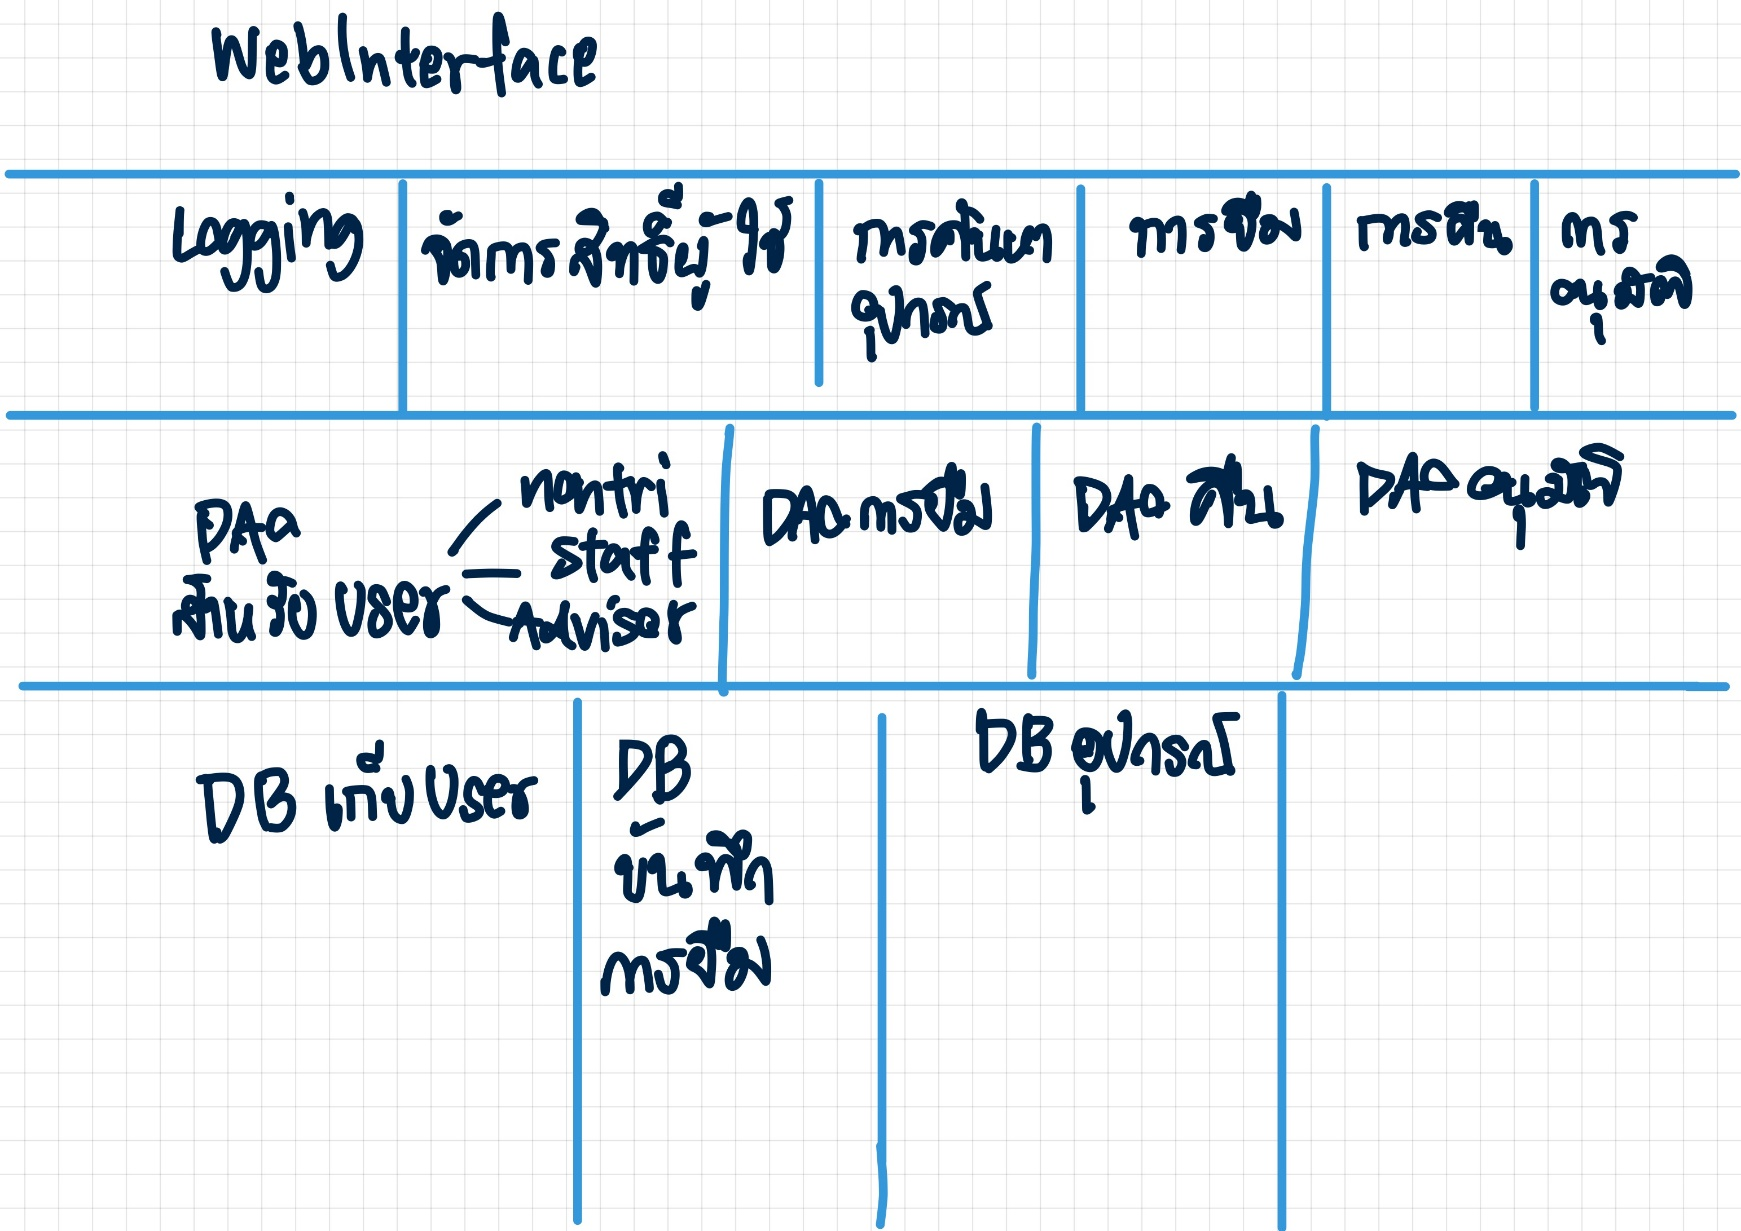 WebInterface
Logging
จัดการสิทธิ์ผู้ใช้
การค้นหา
อุปกรณ์
การยืม
การคืน
การ
อนุมัติ
DAO
สำหรับ User
nontri
staff
Advisor
DAO การยืม
DAO คืน
DAO อนุมัติ
DB เก็บ User
DB
บันทึก
การยืม
DB อุปกรณ์